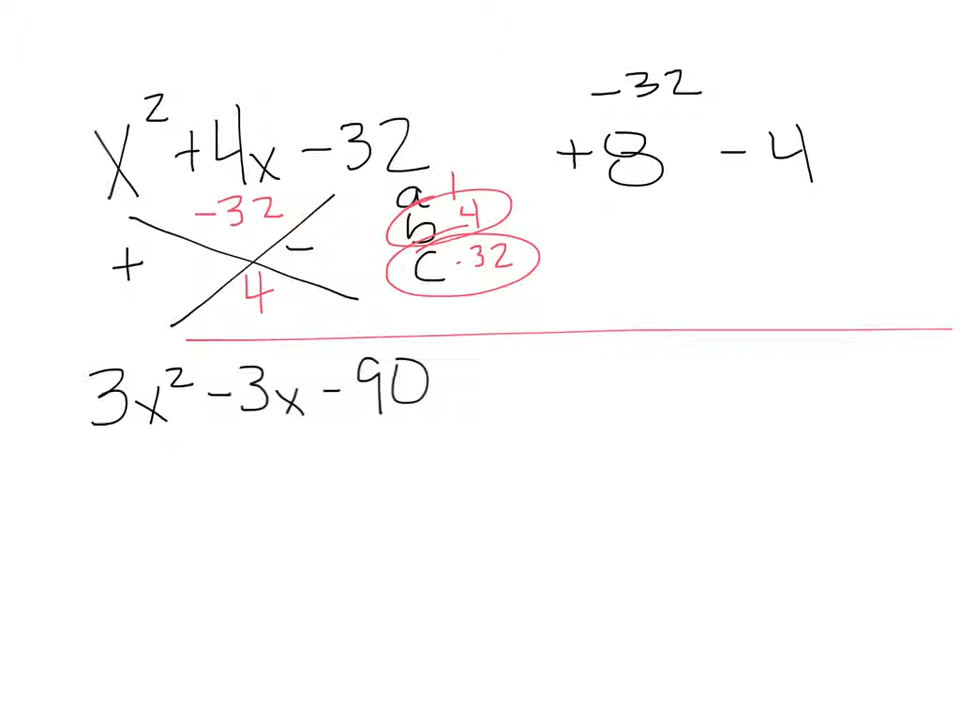 x² + 4x - 32
-32
+8 -4
-32
+ -
4
a 1
b 4
c -32
3x² - 3x - 90